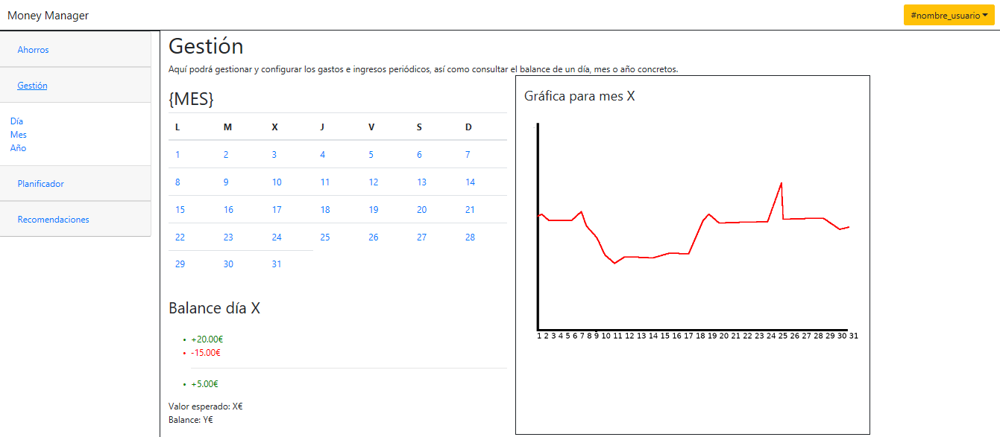 Money Manager
#nombre_usuario
Ahorros
Gestión
Día
Mes
Año
Planificador
Recomendaciones
Gestión
Aquí podrá gestionar y configurar los gastos e ingresos periódicos, así como consultar el balance de un día, mes o año concretos.
{MES}
L M X J V S D
1 2 3 4 5 6 7
8 9 10 11 12 13 14
15 16 17 18 19 20 21
22 23 24 25 26 27 28
29 30 31
Balance día X
+20.00€
-15.00€
+5.00€
Valor esperado: X€
Balance: Y€
Gráfica para mes X
1 2 3 4 5 6 7 8 9 10 11 12 13 14 15 16 17 18 19 20 21 22 23 24 25 26 27 28 29 30 31